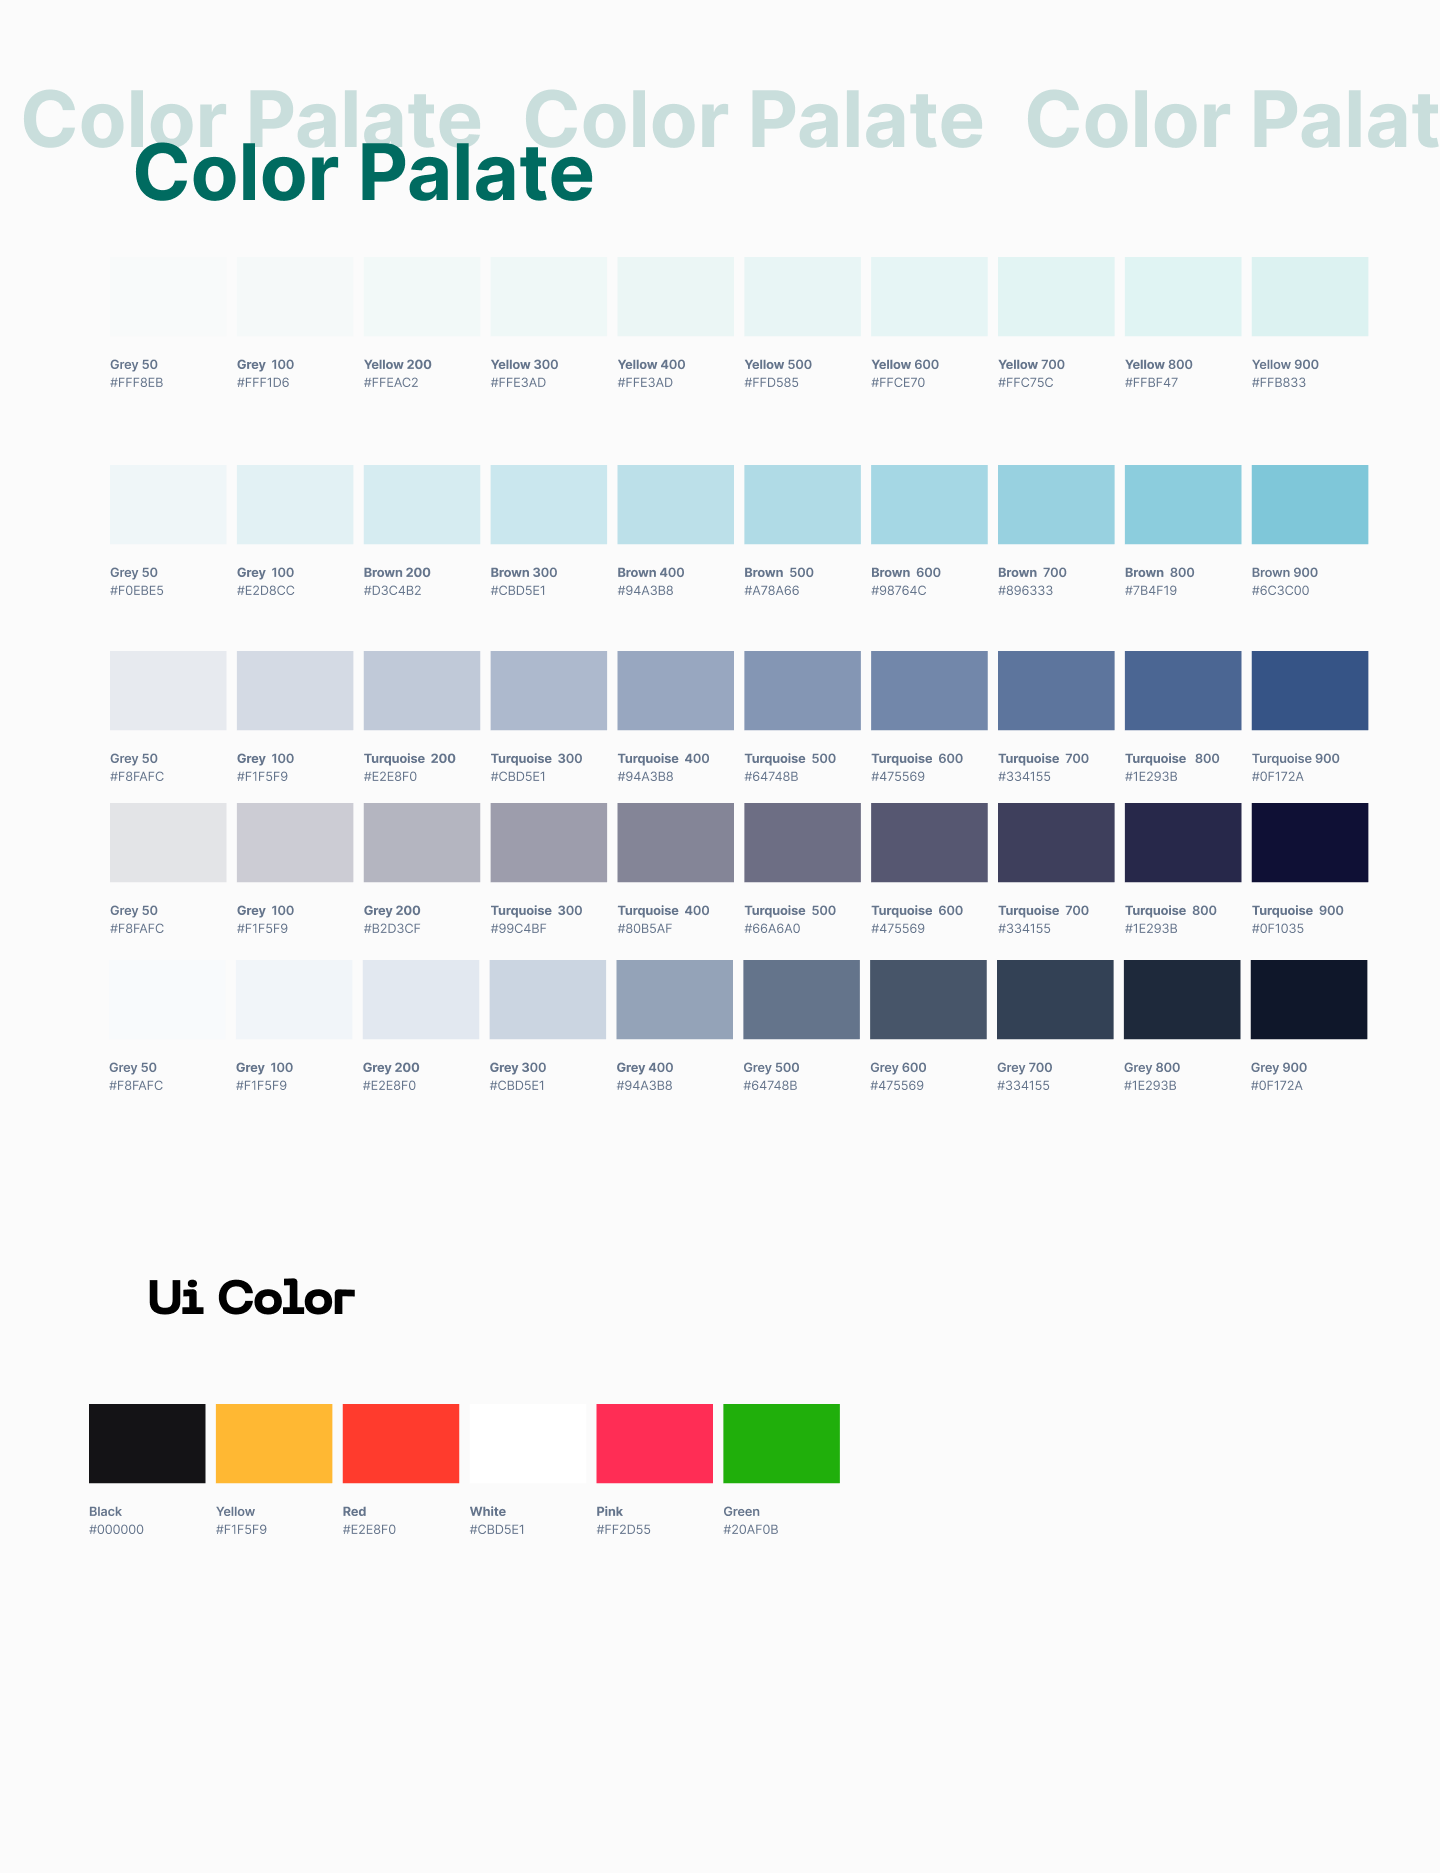 Color Palate Color Palate Color Palat
Color Palate
Grey 50 Grey 100 Yellow 200 Yellow 300 Yellow 400 Yellow 500 Yellow 600 Yellow 700 Yellow 800 Yellow 900
#FFF8EB #FFF1D6 #FFEAC2 #FFE3AD #FFE3AD #FFD585 #FFCE70 #FFC75C #FFBF47 #FFB833
Grey 50 Grey 100 Brown 200 Brown 300 Brown 400 Brown 500 Brown 600 Brown 700 Brown 800 Brown 900
#F0EBE5 #E2D8CC #D3C4B2 #CBD5E1 #94A3B8 #A78A66 #98764C #896333 #7B4F19 #6C3C00
Grey 50 Grey 100 Turquoise 200 Turquoise 300 Turquoise 400 Turquoise 500 Turquoise 600 Turquoise 700 Turquoise 800 Turquoise 900
#F8FAFC #F1F5F9 #E2E8F0 #CBD5E1 #94A3B8 #64748B #475569 #334155 #1E293B #0F172A
Grey 50 Grey 100 Grey 200 Turquoise 300 Turquoise 400 Turquoise 500 Turquoise 600 Turquoise 700 Turquoise 800 Turquoise 900
#F8FAFC #F1F5F9 #B2D3CF #99C4BF #80B5AF #66A6A0 #475569 #334155 #1E293B #0F1035
Grey 50 Grey 100 Grey 200 Grey 300 Grey 400 Grey 500 Grey 600 Grey 700 Grey 800 Grey 900
#F8FAFC #F1F5F9 #E2E8F0 #CBD5E1 #94A3B8 #64748B #475569 #334155 #1E293B #0F172A
Ui Color
Black Yellow Red White Pink Green
#000000 #F1F5F9 #E2E8F0 #CBD5E1 #FF2D55 #20AF0B